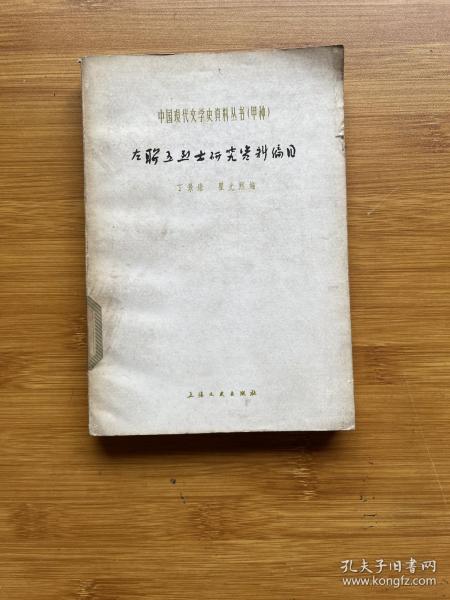 中国现代文学史资料丛书(甲种)
左联五烈士研究资料编目
丁景唐 瞿光熙编
上海文艺出版社
孔夫子旧书网
www.kongfz.com